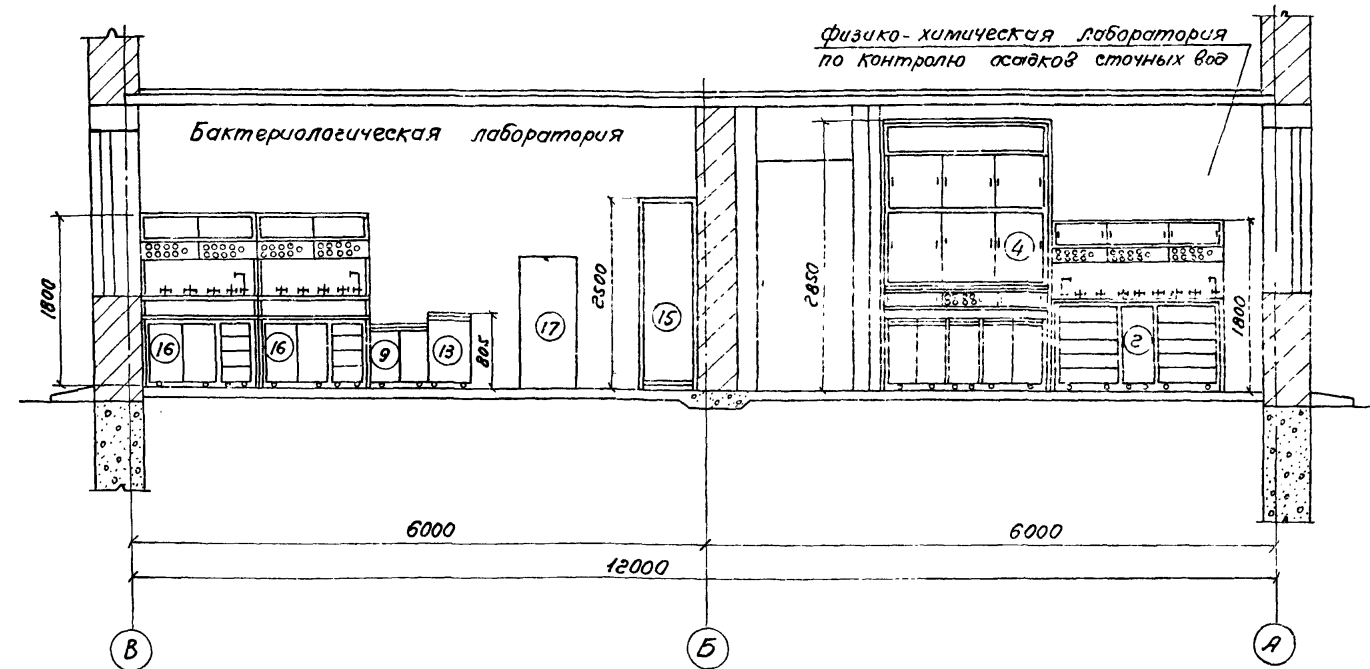 физико-химическая лаборатория
по контролю осадков сточных вод
Бактериологическая лаборатория
1800
16
16
9
13
805
17
2500
15
2850
4
2
1800
6000
6000
12000
В
Б
А